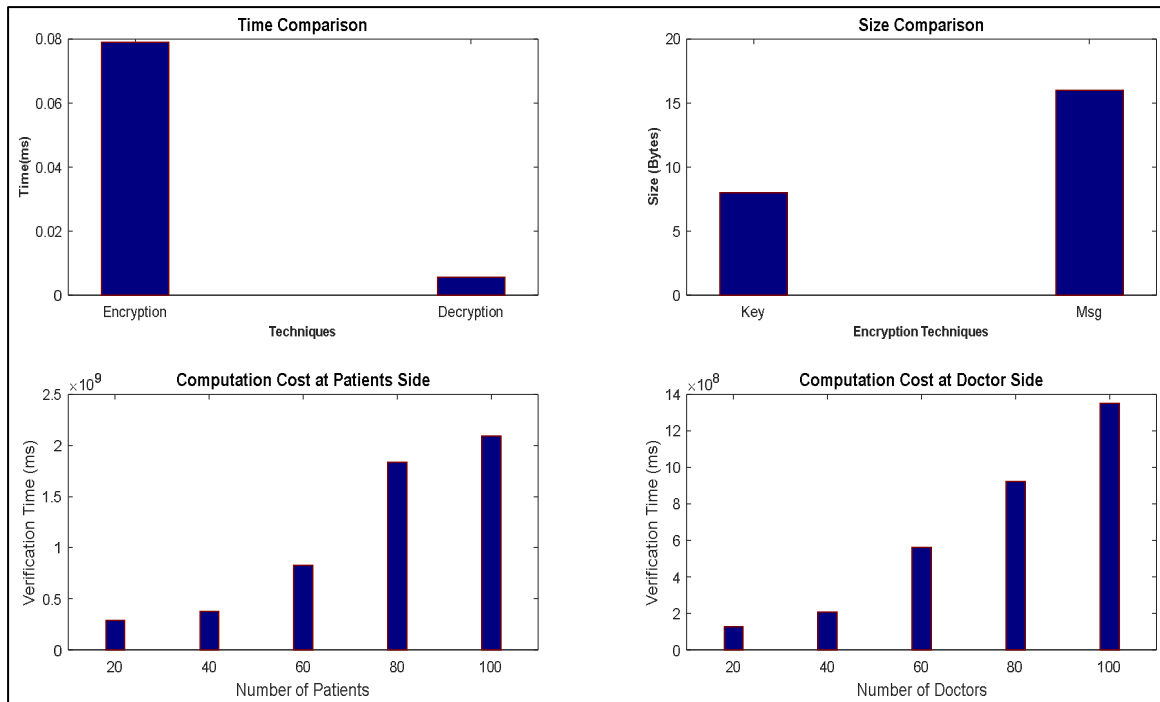 Time Comparison
0.08
0.06
0.04
0.02
0
Time(ms)
Encryption
Decryption
Techniques
Size Comparison
20
15
10
5
0
Size (Bytes)
Key
Msg
Encryption Techniques
×10⁹
Computation Cost at Patients Side
2.5
2
1.5
1
0.5
0
Verification Time (ms)
20 40 60 80 100
Number of Patients
×10⁸
Computation Cost at Doctor Side
14
12
10
8
6
4
2
0
Verification Time (ms)
20 40 60 80 100
Number of Doctors